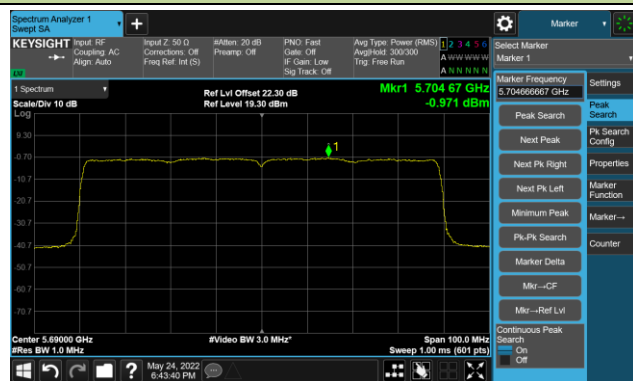 Spectrum Analyzer 1
Swept SA
+
Marker
KEYSIGHT
Input: RF
Coupling: AC
Align: Auto
Input Z: 50 Ω
Corrections: Off
Freq Ref: Int (S)
#Atten: 20 dB
Preamp: Off
PNO: Fast
Gate: Off
IF Gain: Low
Sig Track: Off
Avg Type: Power (RMS)
Avg|Hold: 300/300
Trig: Free Run
1 2 3 4 5 6
A W W W W W
A N N N N N
LXI
Select Marker
Marker 1
1 Spectrum
Scale/Div 10 dB
Log
Ref Lvl Offset 22.30 dB
Ref Level 19.30 dBm
Mkr1 5.704 67 GHz
-0.971 dBm
9.30
-0.70
-10.7
-20.7
-30.7
-40.7
-50.7
-60.7
-70.7
1
Center 5.69000 GHz
#Res BW 1.0 MHz
#Video BW 3.0 MHz*
Span 100.0 MHz
Sweep 1.00 ms (601 pts)
Marker Frequency
5.704666667 GHz
Peak Search
Next Peak
Next Pk Right
Next Pk Left
Minimum Peak
Pk-Pk Search
Marker Delta
Mkr→CF
Mkr→Ref Lvl
Continuous Peak
Search
On
Off
Settings
Peak
Search
Pk Search
Config
Properties
Marker
Function
Marker→
Counter
?
May 24, 2022
6:43:40 PM